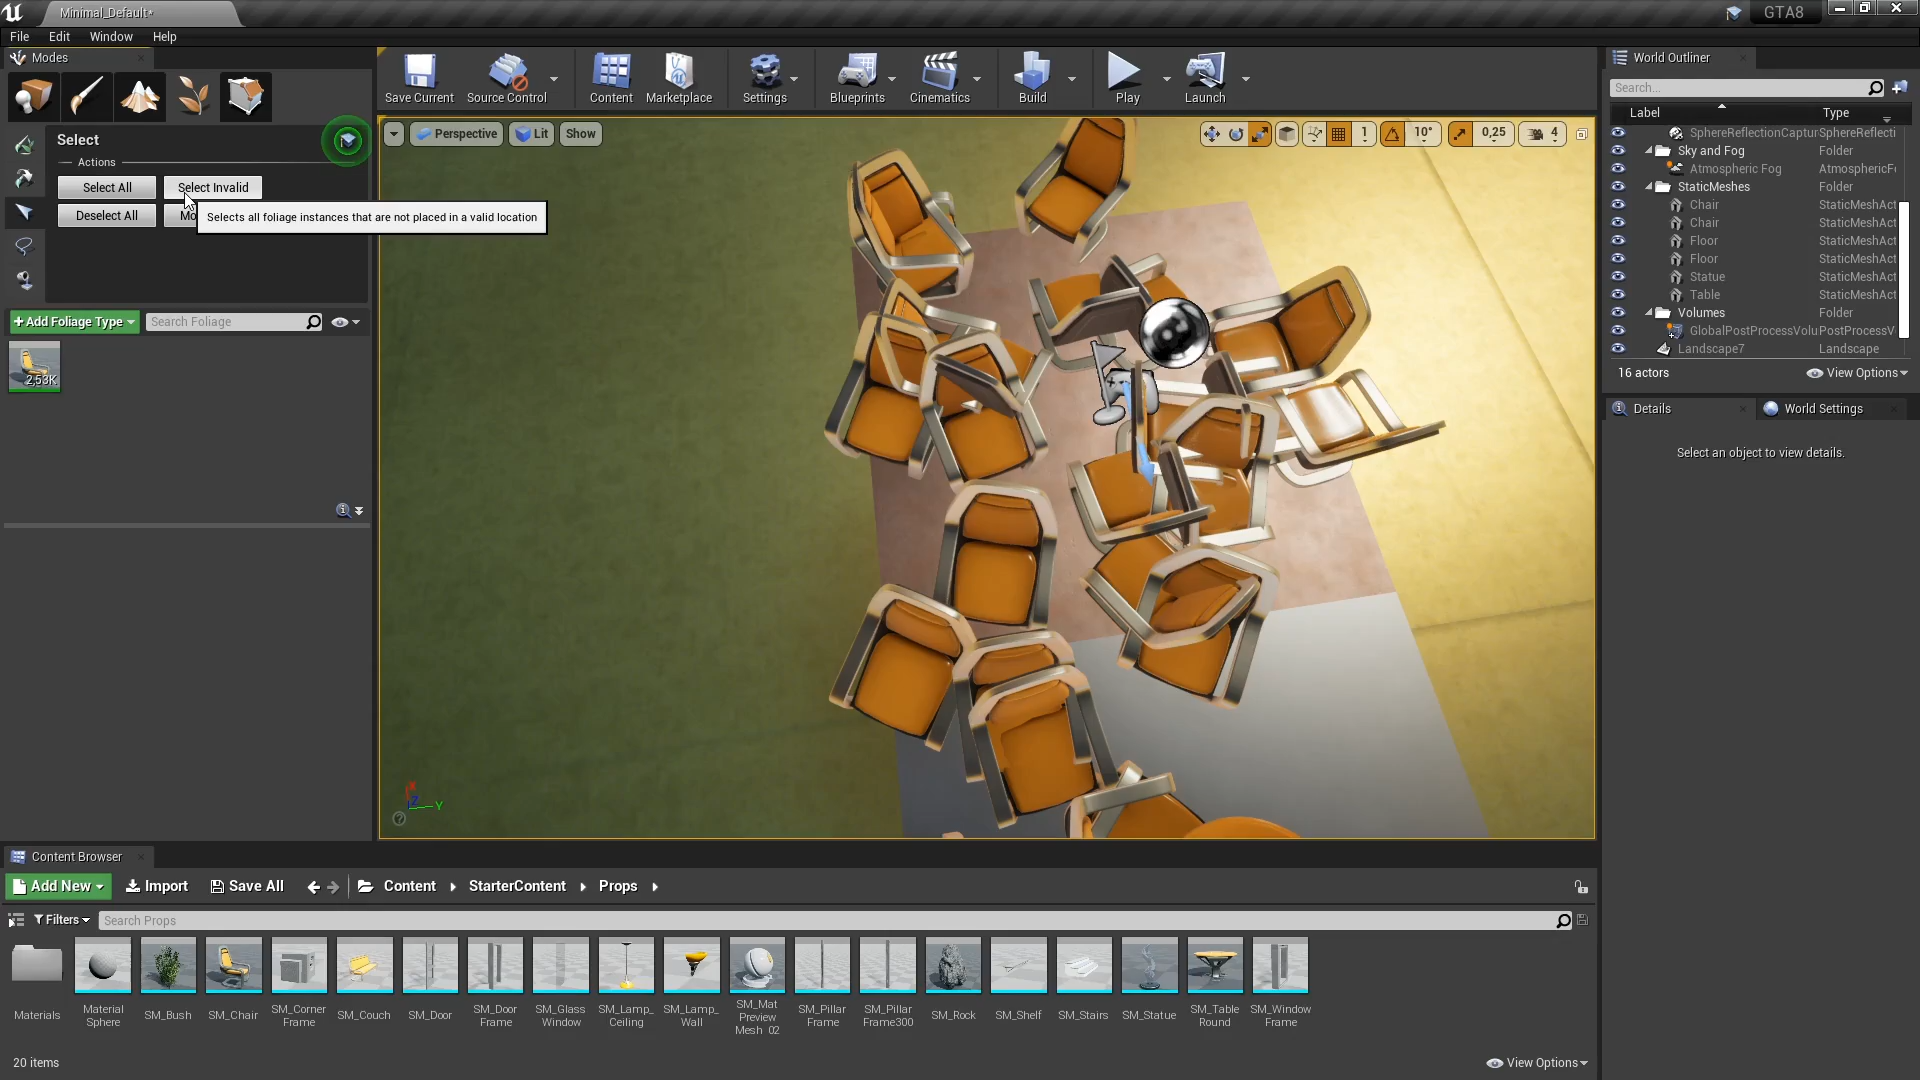 Minimal_Default*
GTA8
File Edit Window Help
Modes
Save Current
Source Control
Content
Marketplace
Settings
Blueprints
Cinematics
Build
Play
Launch
Select
Actions
Select All
Select Invalid
Deselect All
Mo
Selects all foliage instances that are not placed in a valid location
+Add Foliage Type
Search Foliage
2,53K
Perspective
Lit
Show
1
10°
0,25
4
X
Z
Y
World Outliner
Search...
Label Type
SphereReflectionCaptur SphereReflecti
Sky and Fog Folder
Atmospheric Fog AtmosphericF
StaticMeshes Folder
Chair StaticMeshAct
Chair StaticMeshAct
Floor StaticMeshAct
Floor StaticMeshAct
Statue StaticMeshAct
Table StaticMeshAct
Volumes Folder
GlobalPostProcessVolu PostProcessV
Landscape7 Landscape
16 actors
View Options
Details
World Settings
Select an object to view details.
Content Browser
Add New
Import
Save All
Content
StarterContent
Props
Filters
Search Props
Materials
Material Sphere
SM_Bush
SM_Chair
SM_Corner Frame
SM_Couch
SM_Door
SM_Door Frame
SM_Glass Window
SM_Lamp_ Ceiling
SM_Lamp_ Wall
SM_Mat Preview Mesh_02
SM_Pillar Frame
SM_Pillar Frame300
SM_Rock
SM_Shelf
SM_Stairs
SM_Statue
SM_Table Round
SM_Window Frame
20 items
View Options